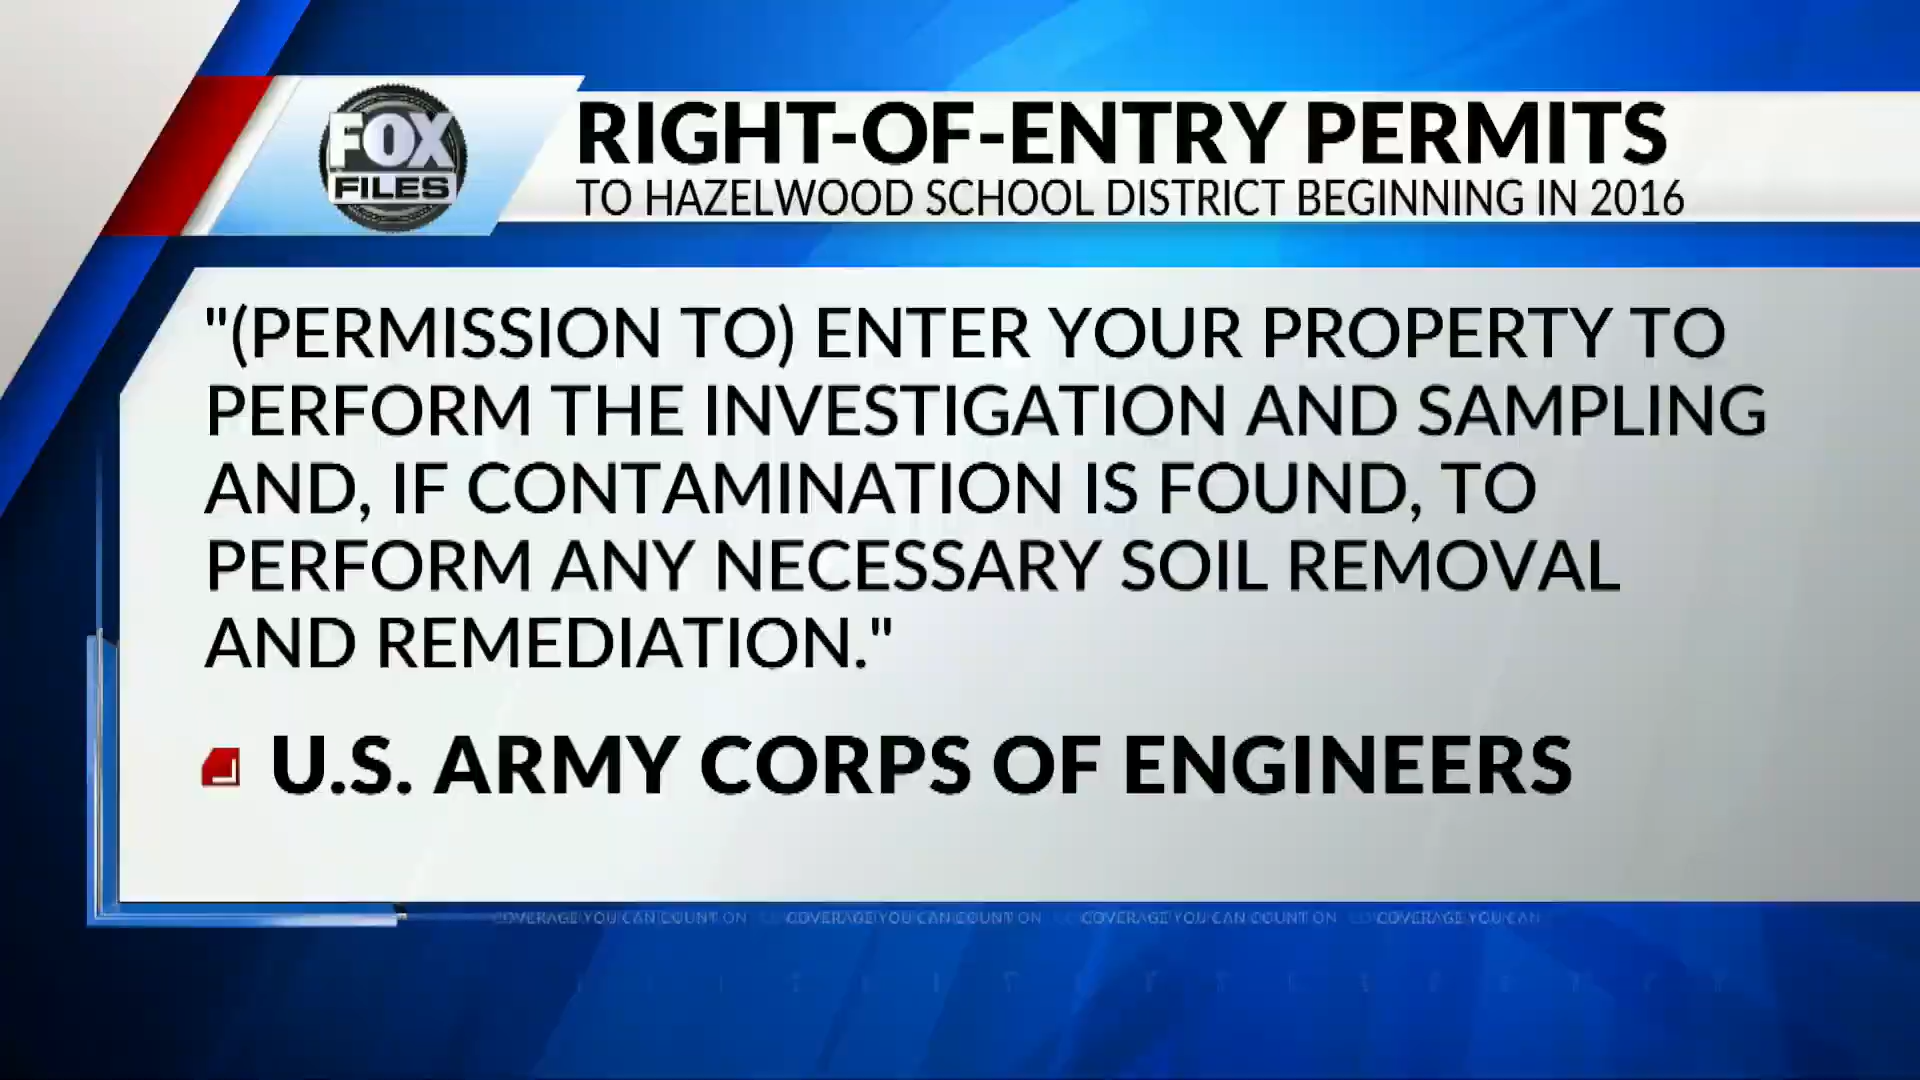 FOX
FILES
RIGHT-OF-ENTRY PERMITS
TO HAZELWOOD SCHOOL DISTRICT BEGINNING IN 2016
"(PERMISSION TO) ENTER YOUR PROPERTY TO
PERFORM THE INVESTIGATION AND SAMPLING
AND, IF CONTAMINATION IS FOUND, TO
PERFORM ANY NECESSARY SOIL REMOVAL
AND REMEDIATION."
U.S. ARMY CORPS OF ENGINEERS
COVERAGE YOU CAN COUNT ON COVERAGE YOU CAN COUNT ON COVERAGE YOU CAN COUNT ON COVERAGE YOU CAN